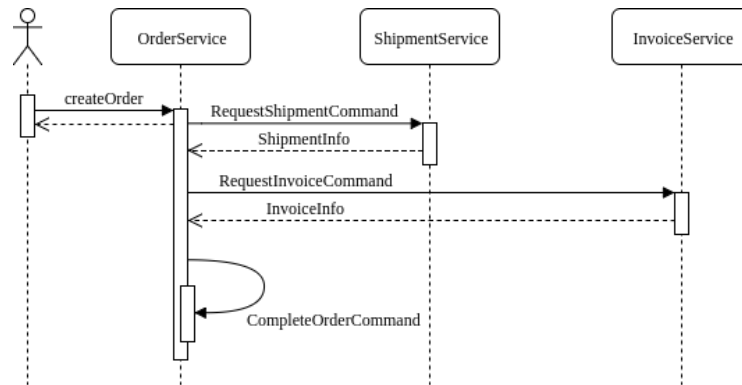 OrderService
ShipmentService
InvoiceService
createOrder
RequestShipmentCommand
ShipmentInfo
RequestInvoiceCommand
InvoiceInfo
CompleteOrderCommand